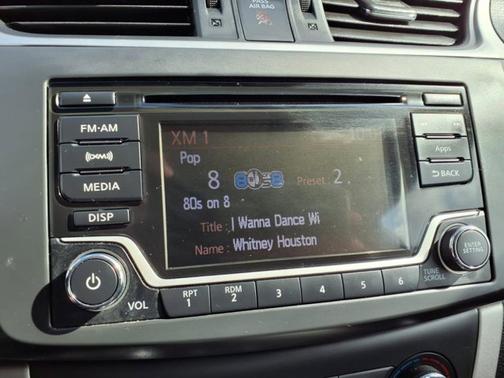 PASS
AIR BAG
FM·AM
XM 1
Pop
8
Preset 2
80s on 8
Title : I Wanna Dance Wi
Name : Whitney Houston
((XM))
MEDIA
DISP
Apps
BACK
ENTER
SETTING
TUNE
SCROLL
VOL
RPT
1
RDM
2
3
4
5
6